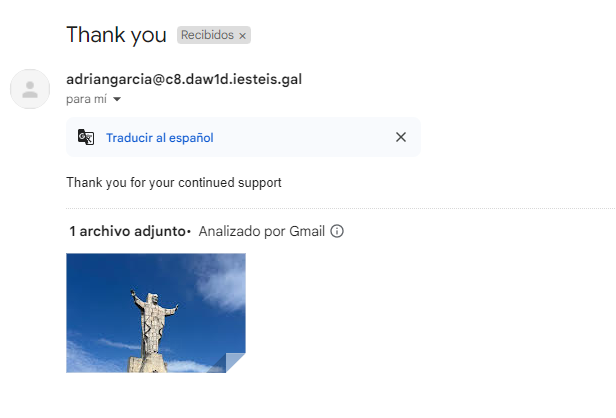 Thank you Recibidos ×
adriangarcia@c8.daw1d.iesteis.gal
para mí
Traducir al español
Thank you for your continued support
1 archivo adjunto• Analizado por Gmail